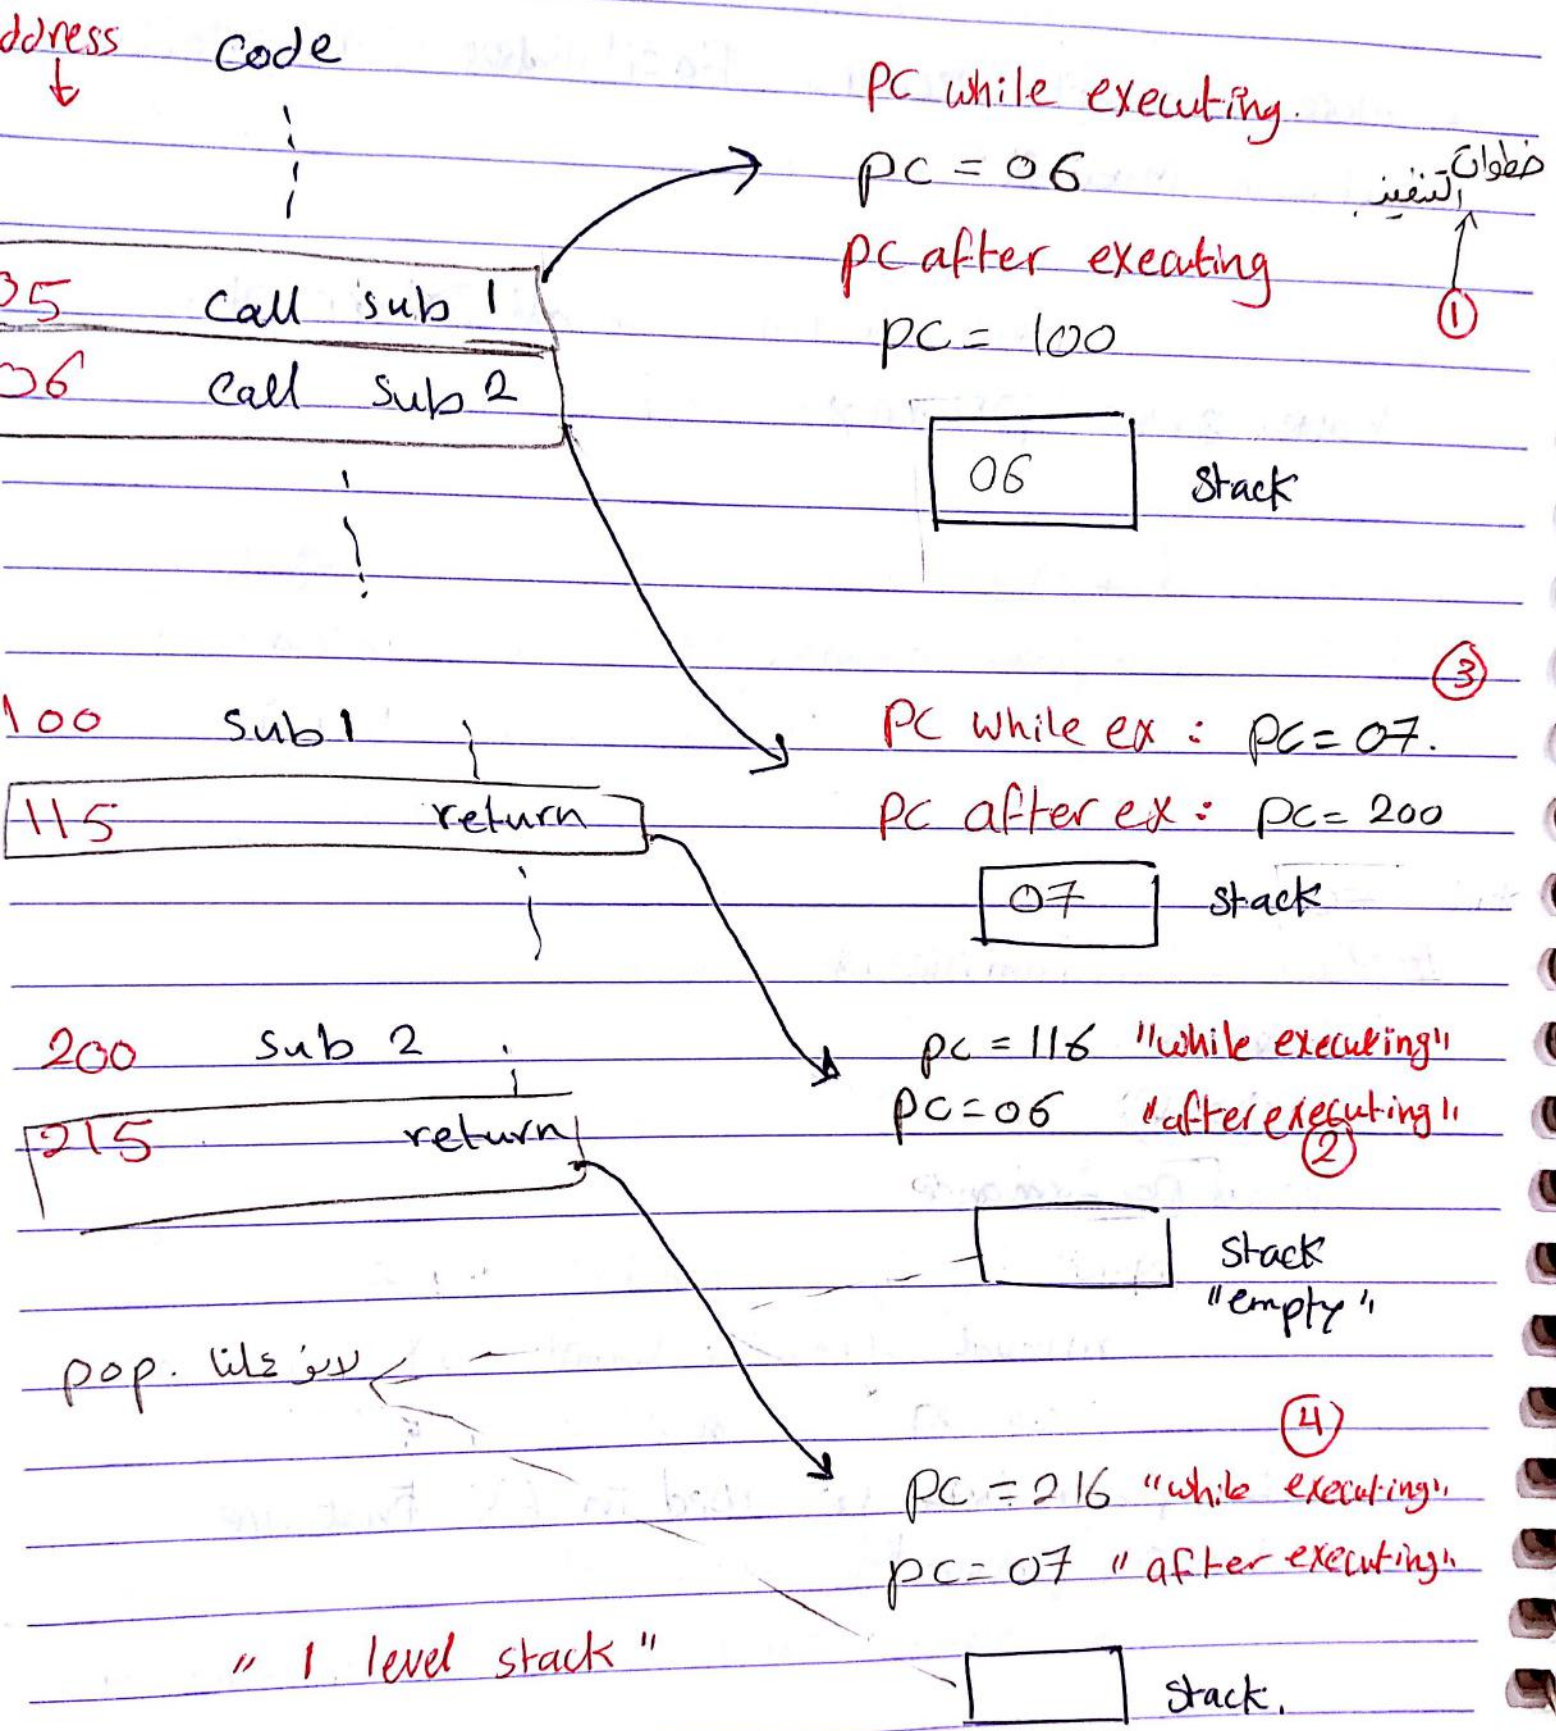 ddress code
PC while executing.
pc = 06
خطوات
التنفيذ
pc after executing
①
05 Call sub 1
pc = 100
06 Call Sub 2
06 Stack
③
100 Sub1
PC while ex : pc = 07.
115 return
PC after ex : pc = 200
07 stack
200 sub 2
pc = 116 "while executing"
pc = 06 "after executing"
②
215 return
Stack
"empty"
pop. لانو عملنا
④
pc = 216 "while executing"
pc = 07 "after executing"
" 1 level stack "
Stack.